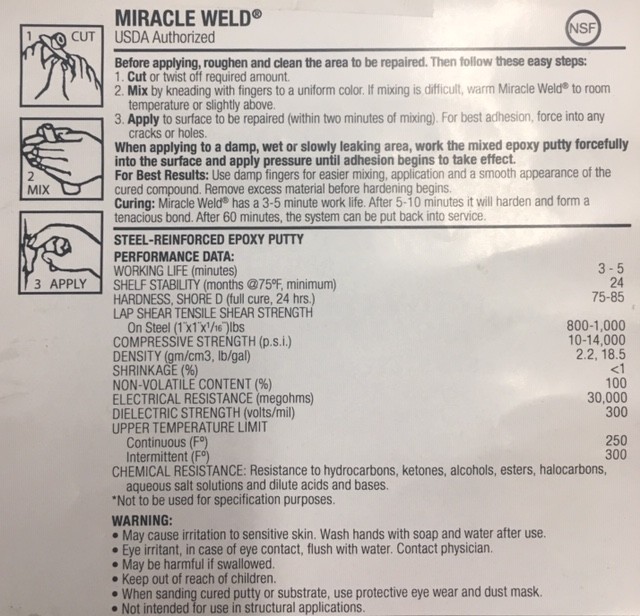 MIRACLE WELD®
USDA Authorized
NSF
1 CUT
2 MIX
3 APPLY
Before applying, roughen and clean the area to be repaired. Then follow these easy steps:
1. Cut or twist off required amount.
2. Mix by kneading with fingers to a uniform color. If mixing is difficult, warm Miracle Weld® to room
temperature or slightly above.
3. Apply to surface to be repaired (within two minutes of mixing). For best adhesion, force into any
cracks or holes.
When applying to a damp, wet or slowly leaking area, work the mixed epoxy putty forcefully
into the surface and apply pressure until adhesion begins to take effect.
For Best Results: Use damp fingers for easier mixing, application and a smooth appearance of the
cured compound. Remove excess material before hardening begins.
Curing: Miracle Weld® has a 3-5 minute work life. After 5-10 minutes it will harden and form a
tenacious bond. After 60 minutes, the system can be put back into service.
STEEL-REINFORCED EPOXY PUTTY
PERFORMANCE DATA:
WORKING LIFE (minutes) 3 - 5
SHELF STABILITY (months @75ºF, minimum) 24
HARDNESS, SHORE D (full cure, 24 hrs.) 75-85
LAP SHEAR TENSILE SHEAR STRENGTH
On Steel (1"x1"x1/16")lbs 800-1,000
COMPRESSIVE STRENGTH (p.s.i.) 10-14,000
DENSITY (gm/cm3, lb/gal) 2.2, 18.5
SHRINKAGE (%) <1
NON-VOLATILE CONTENT (%) 100
ELECTRICAL RESISTANCE (megohms) 30,000
DIELECTRIC STRENGTH (volts/mil) 300
UPPER TEMPERATURE LIMIT
Continuous (Fº) 250
Intermittent (Fº) 300
CHEMICAL RESISTANCE: Resistance to hydrocarbons, ketones, alcohols, esters, halocarbons,
aqueous salt solutions and dilute acids and bases.
*Not to be used for specification purposes.
WARNING:
• May cause irritation to sensitive skin. Wash hands with soap and water after use.
• Eye irritant, in case of eye contact, flush with water. Contact physician.
• May be harmful if swallowed.
• Keep out of reach of children.
• When sanding cured putty or substrate, use protective eye wear and dust mask.
• Not intended for use in structural applications.